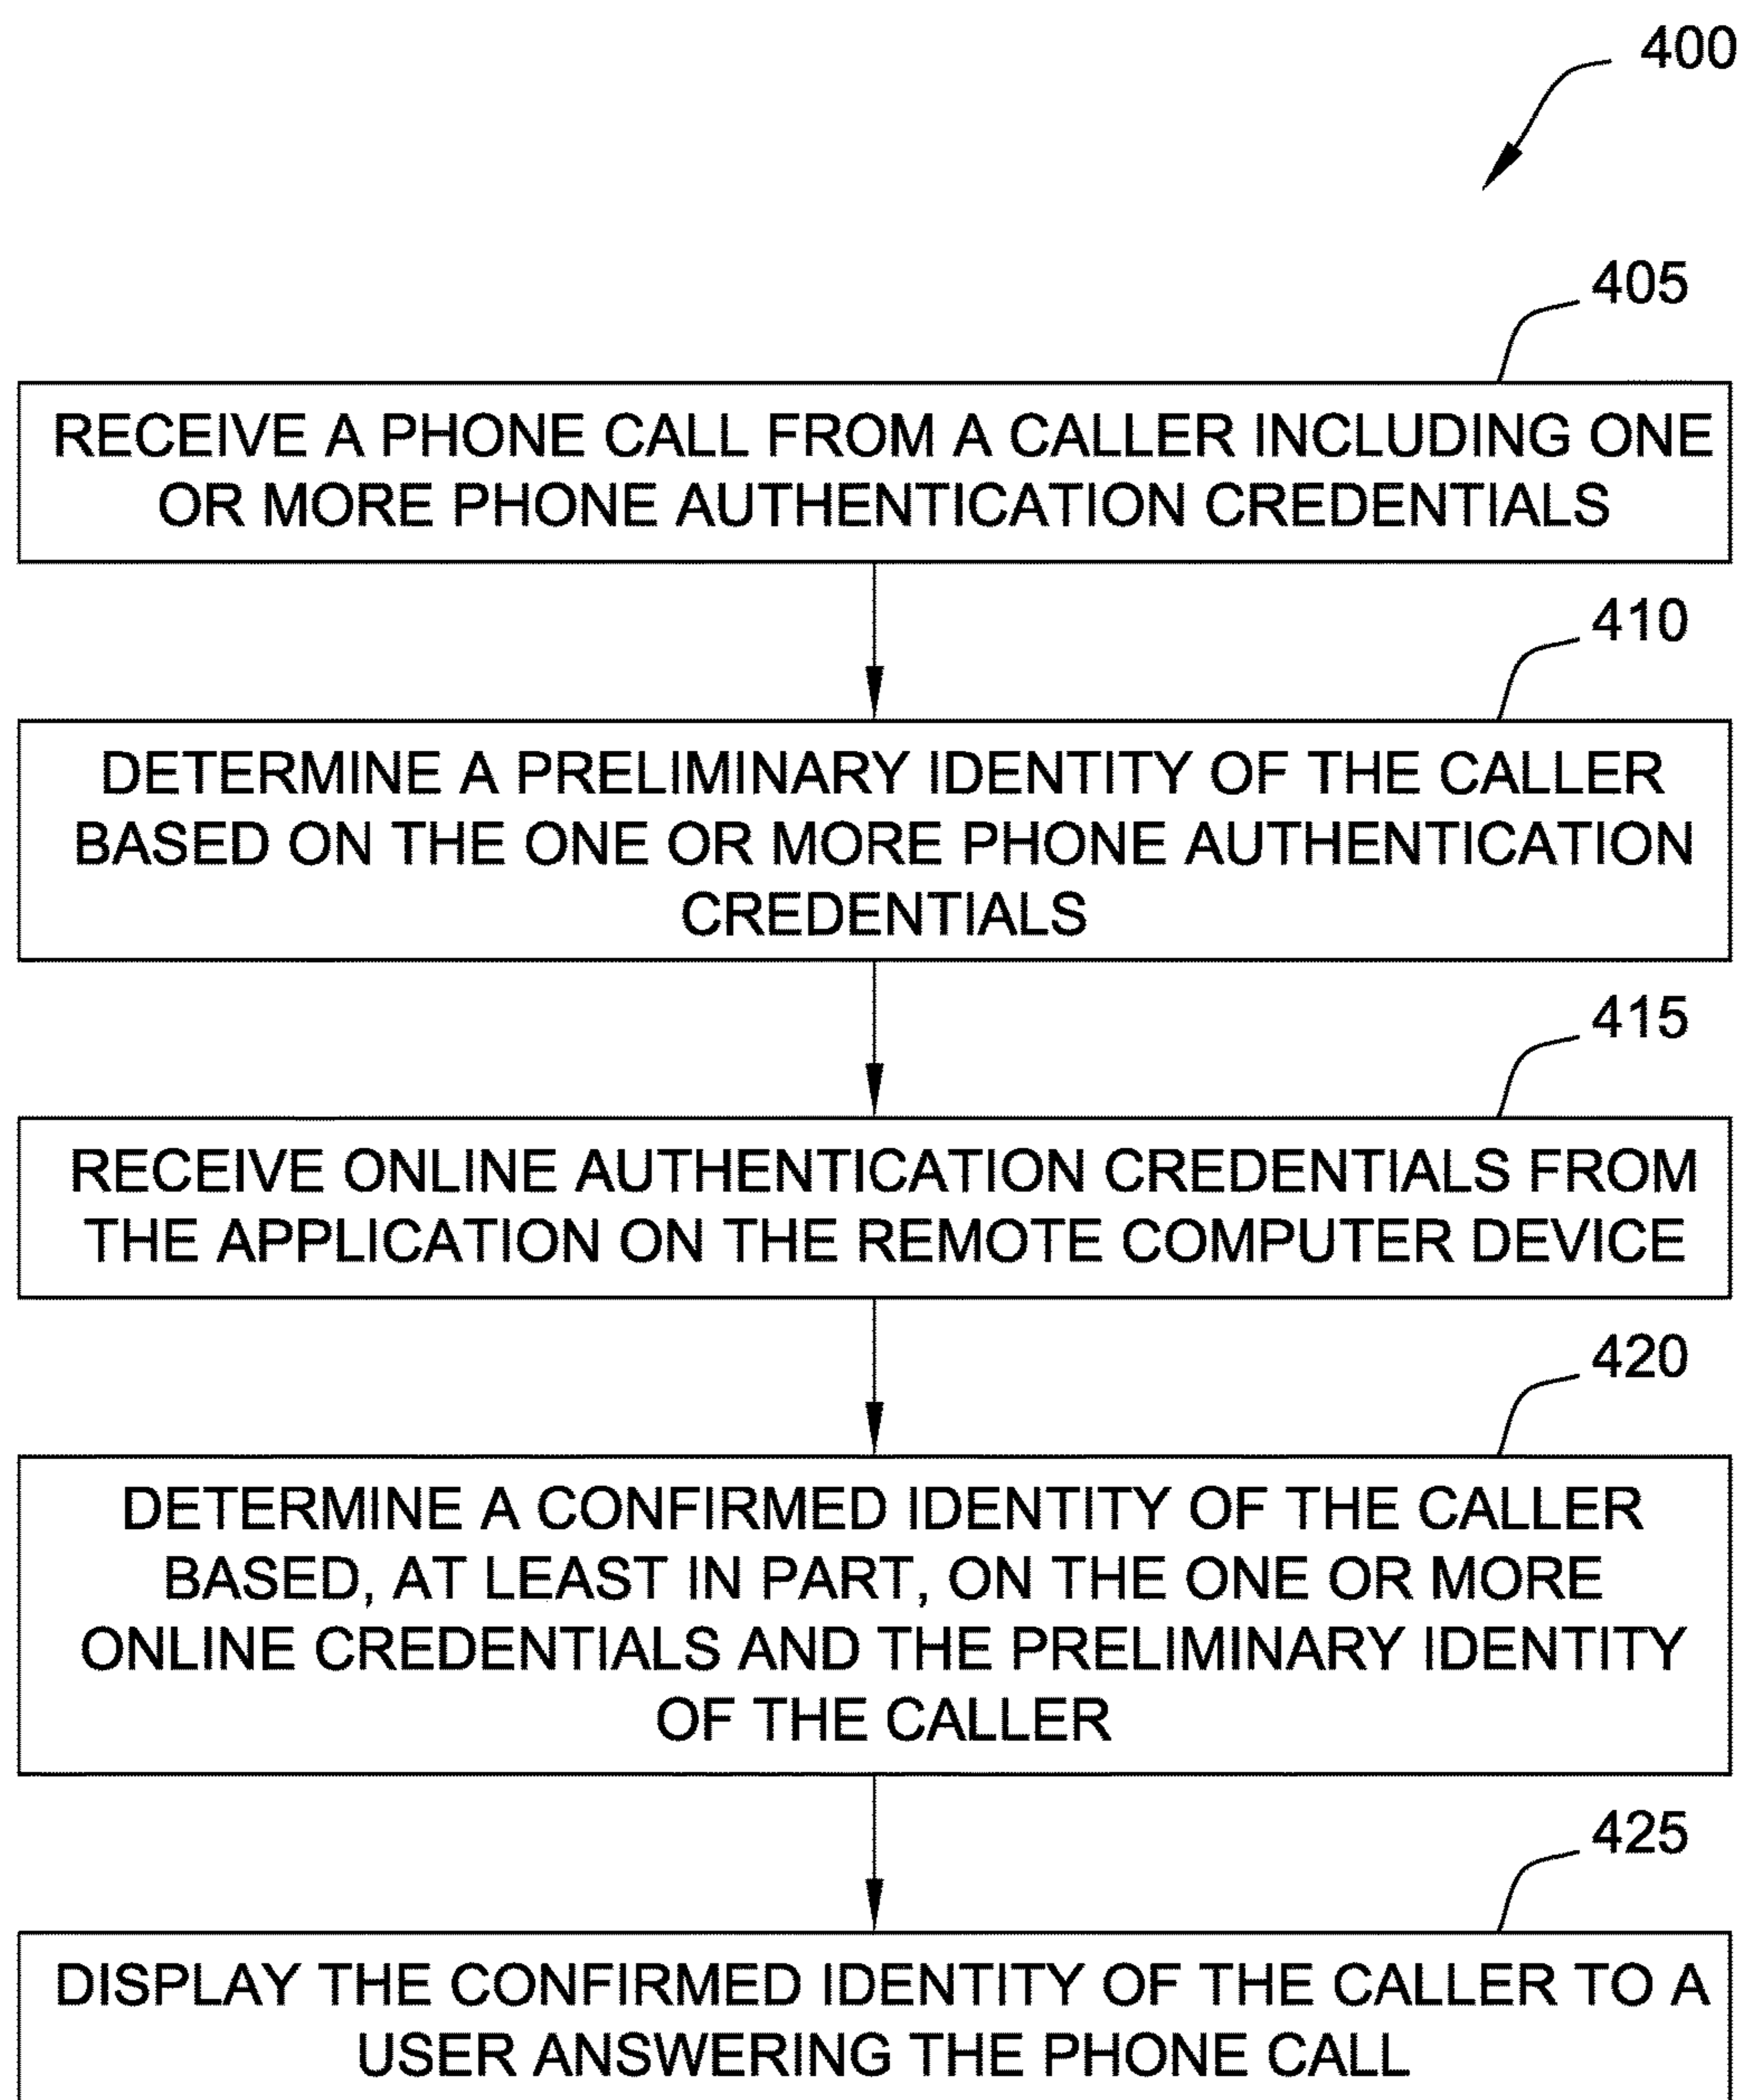 400
405
RECEIVE A PHONE CALL FROM A CALLER INCLUDING ONE
OR MORE PHONE AUTHENTICATION CREDENTIALS
410
DETERMINE A PRELIMINARY IDENTITY OF THE CALLER
BASED ON THE ONE OR MORE PHONE AUTHENTICATION
CREDENTIALS
415
RECEIVE ONLINE AUTHENTICATION CREDENTIALS FROM
THE APPLICATION ON THE REMOTE COMPUTER DEVICE
420
DETERMINE A CONFIRMED IDENTITY OF THE CALLER
BASED, AT LEAST IN PART, ON THE ONE OR MORE
ONLINE CREDENTIALS AND THE PRELIMINARY IDENTITY
OF THE CALLER
425
DISPLAY THE CONFIRMED IDENTITY OF THE CALLER TO A
USER ANSWERING THE PHONE CALL